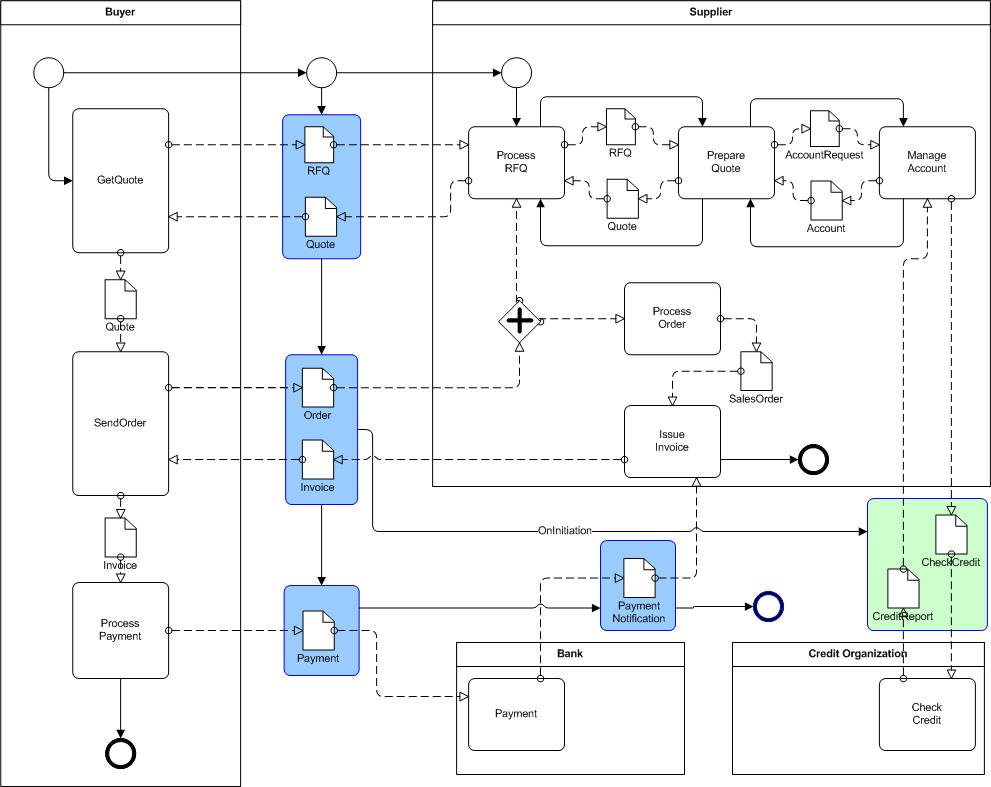 Buyer
Supplier
GetQuote
RFQ
Quote
Process
RFQ
RFQ
Quote
Prepare
Quote
AccountRequest
Account
Manage
Account
Quote
Process
Order
SendOrder
Order
Invoice
SalesOrder
Issue
Invoice
OnInitiation
Invoice
CheckCredit
CreditReport
Process
Payment
Payment
Payment
Notification
Bank
Payment
Credit Organization
Check
Credit